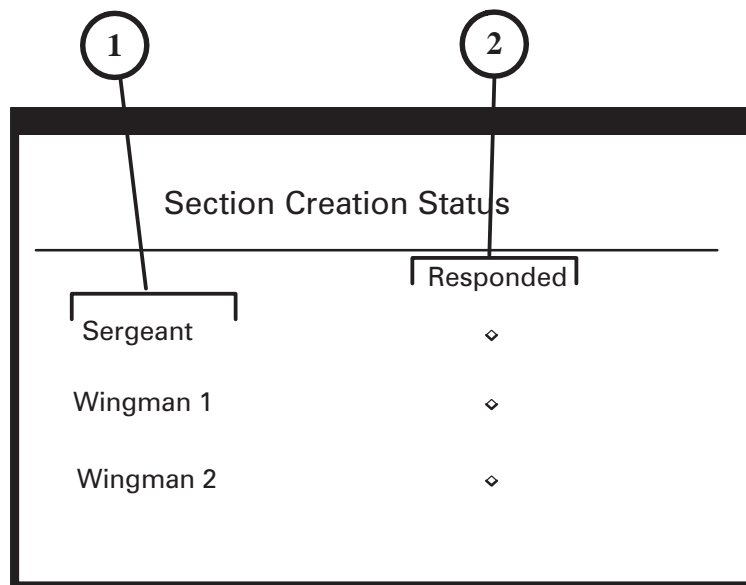 1 2
Section Creation Status
Responded
Sergeant
Wingman 1
Wingman 2